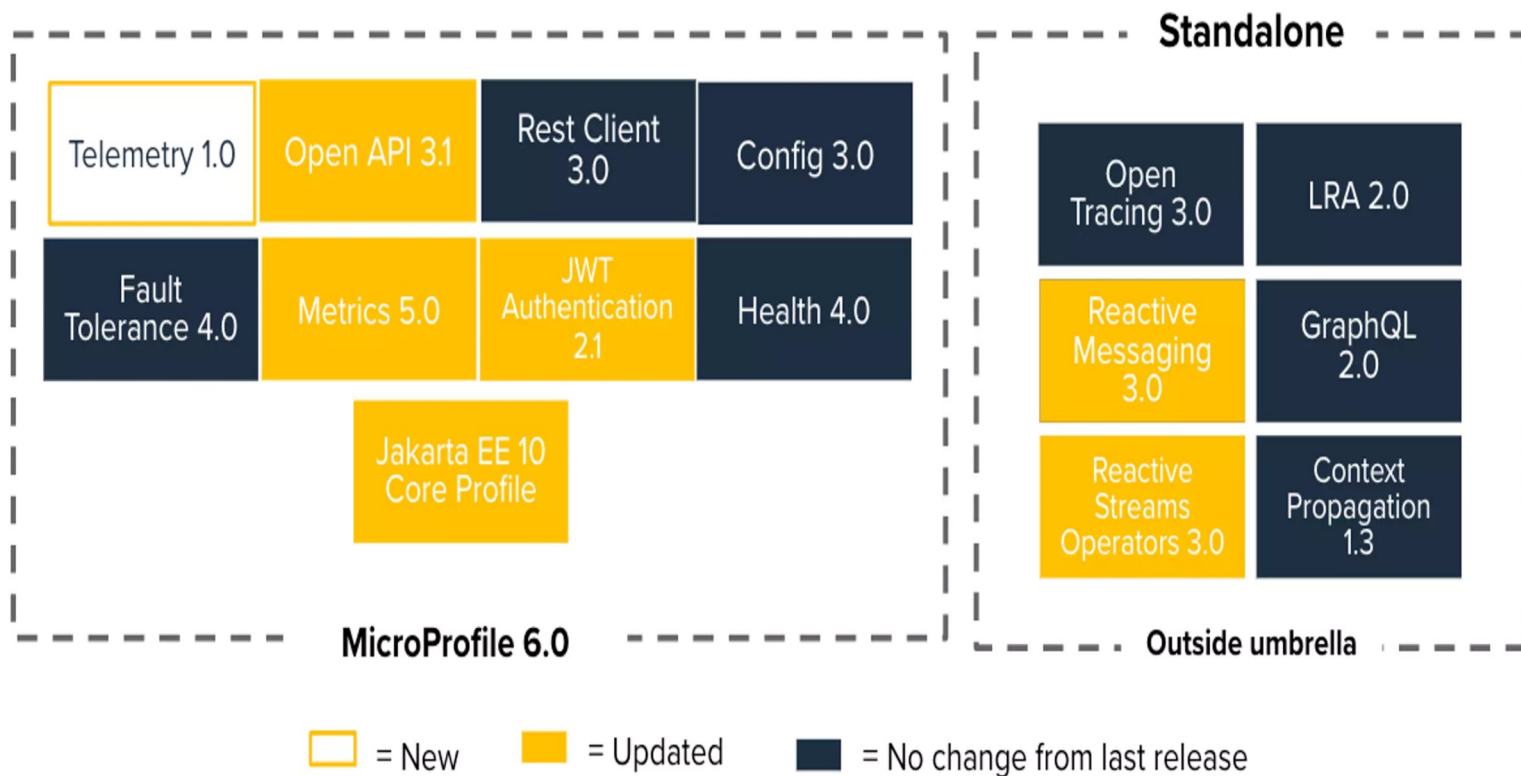 Standalone
Telemetry 1.0
Open API 3.1
Rest Client
3.0
Config 3.0
Fault
Tolerance 4.0
Metrics 5.0
JWT
Authentication
2.1
Health 4.0
Jakarta EE 10
Core Profile
MicroProfile 6.0
Open
Tracing 3.0
LRA 2.0
Reactive
Messaging
3.0
GraphQL
2.0
Reactive
Streams
Operators 3.0
Context
Propagation
1.3
Outside umbrella
= New
= Updated
= No change from last release